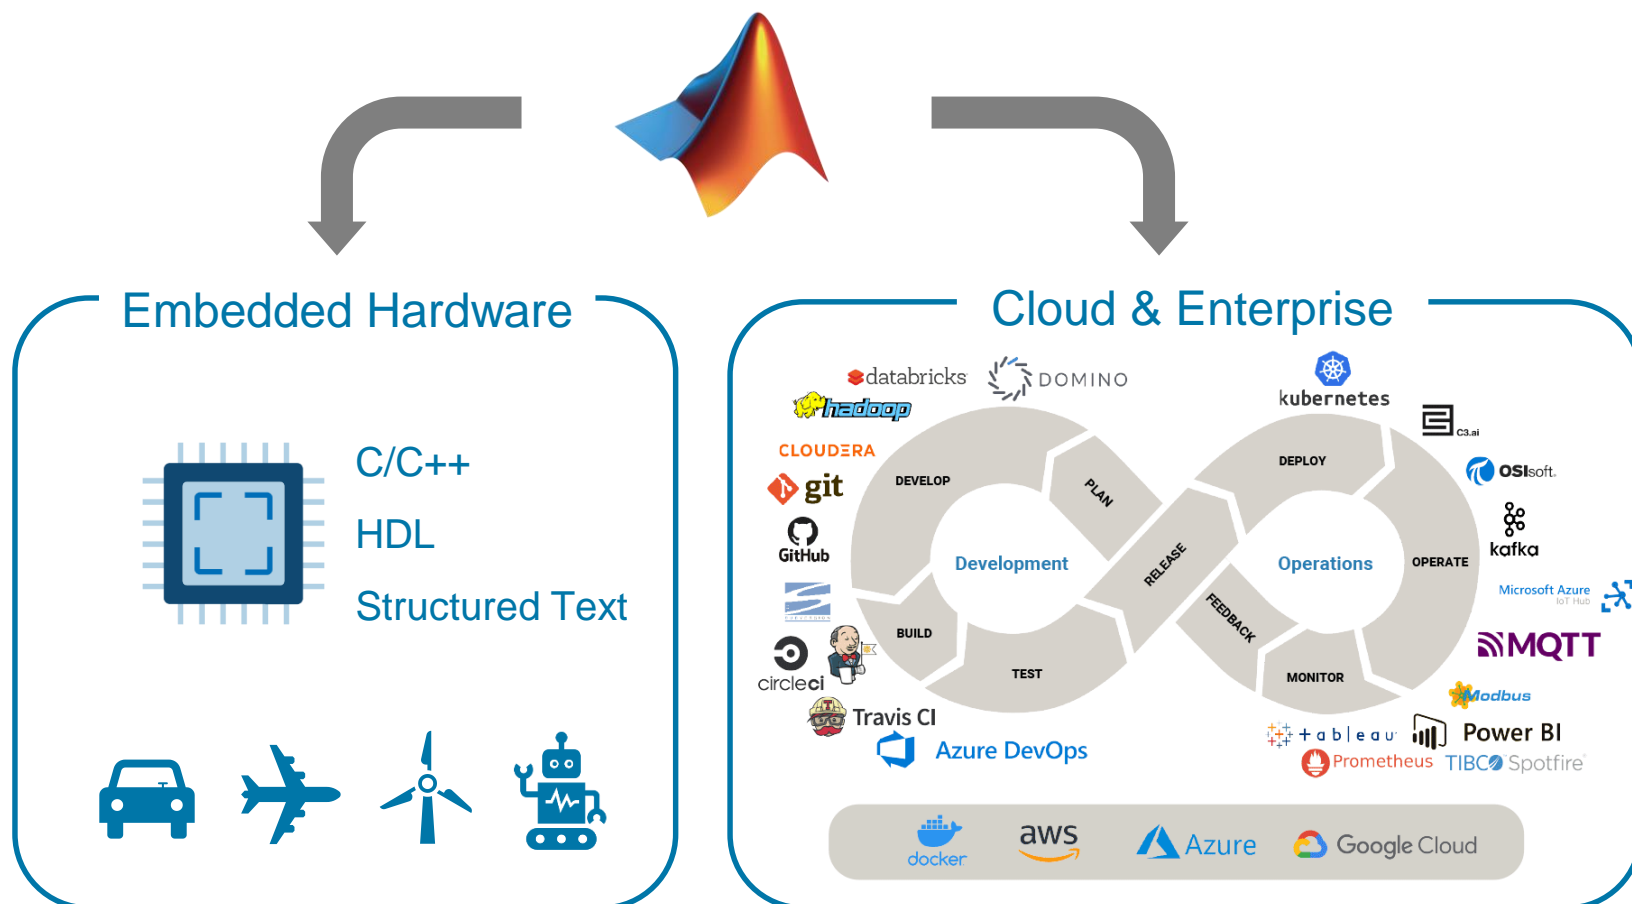 Embedded Hardware
C/C++
HDL
Structured Text
Cloud & Enterprise
databricks
DOMINO
hadoop
CLOUDERA
git
GitHub
SUBVERSION
circleci
Travis CI
Azure DevOps
DEVELOP
PLAN
BUILD
TEST
Development
RELEASE
DEPLOY
OPERATE
Operations
FEEDBACK
MONITOR
kubernetes
C3.ai
OSIsoft.
kafka
Microsoft Azure
IoT Hub
MQTT
Modbus
+ableau
Power BI
Prometheus
TIBCO Spotfire
docker
aws
Azure
Google Cloud